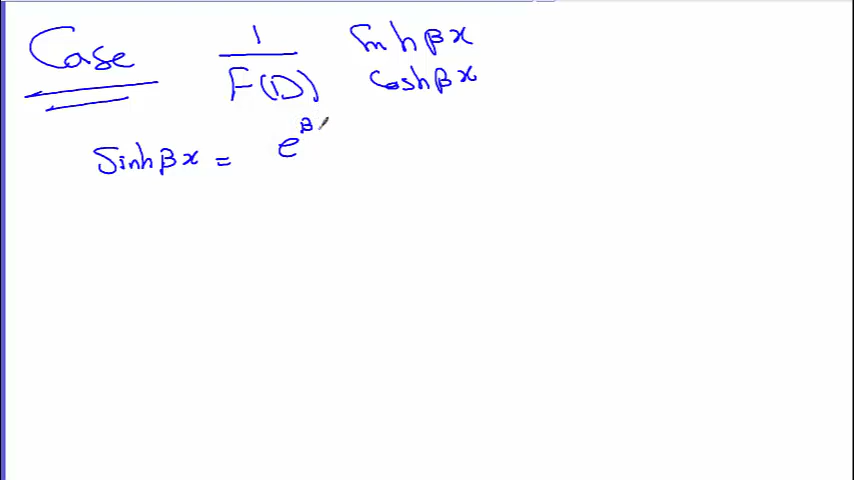 Case 1/F(D) Sinhβx
Coshβx
Sinhβx = e^β